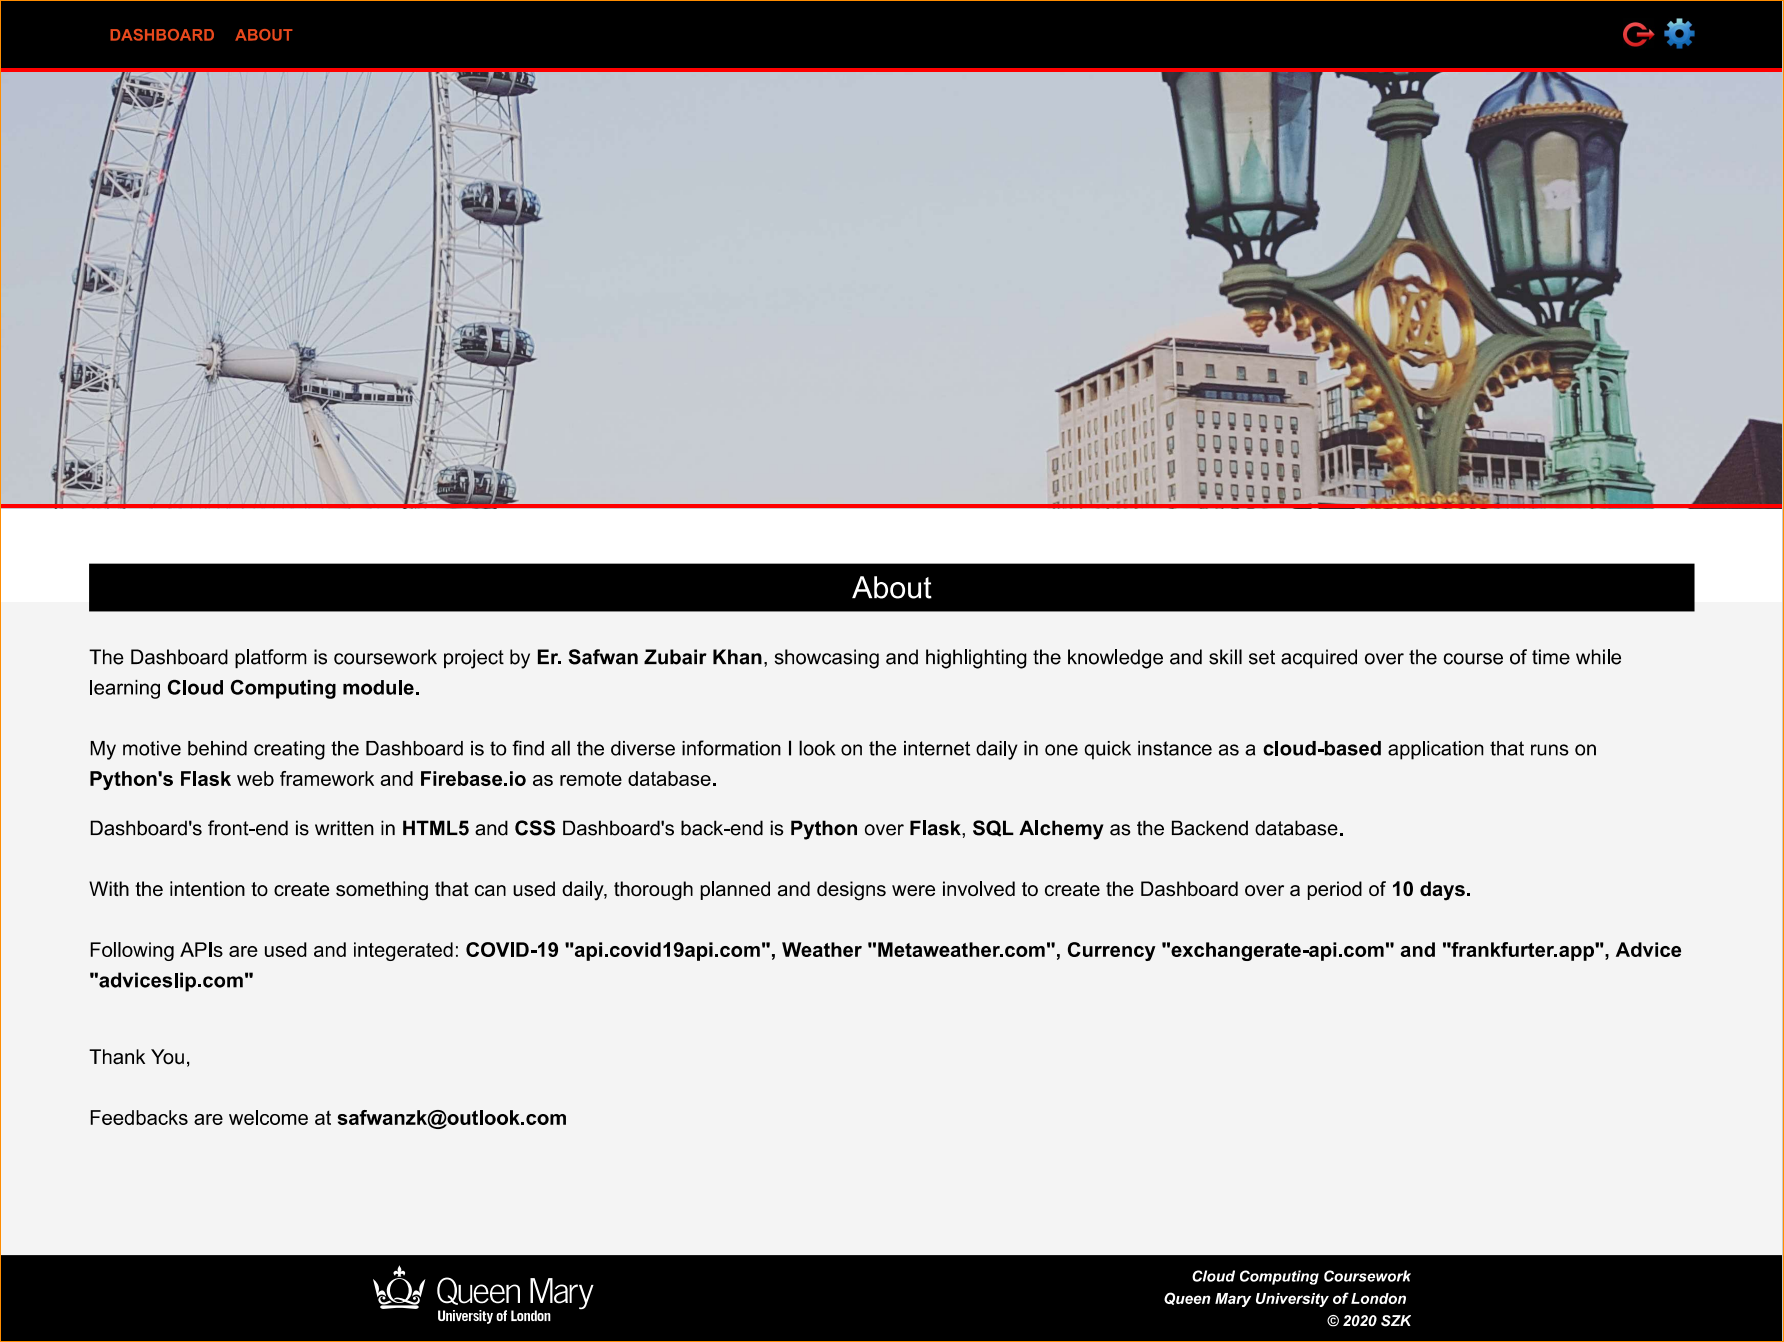 DASHBOARD ABOUT
About
The Dashboard platform is coursework project by Er. Safwan Zubair Khan, showcasing and highlighting the knowledge and skill set acquired over the course of time while
learning Cloud Computing module.
My motive behind creating the Dashboard is to find all the diverse information I look on the internet daily in one quick instance as a cloud-based application that runs on
Python's Flask web framework and Firebase.io as remote database.
Dashboard's front-end is written in HTML5 and CSS Dashboard's back-end is Python over Flask, SQL Alchemy as the Backend database.
With the intention to create something that can used daily, thorough planned and designs were involved to create the Dashboard over a period of 10 days.
Following APIs are used and integerated: COVID-19 "api.covid19api.com", Weather "Metaweather.com", Currency "exchangerate-api.com" and "frankfurter.app", Advice
"adviceslip.com"
Thank You,
Feedbacks are welcome at safwanzk@outlook.com
Queen Mary
University of London
Cloud Computing Coursework
Queen Mary University of London
© 2020 SZK